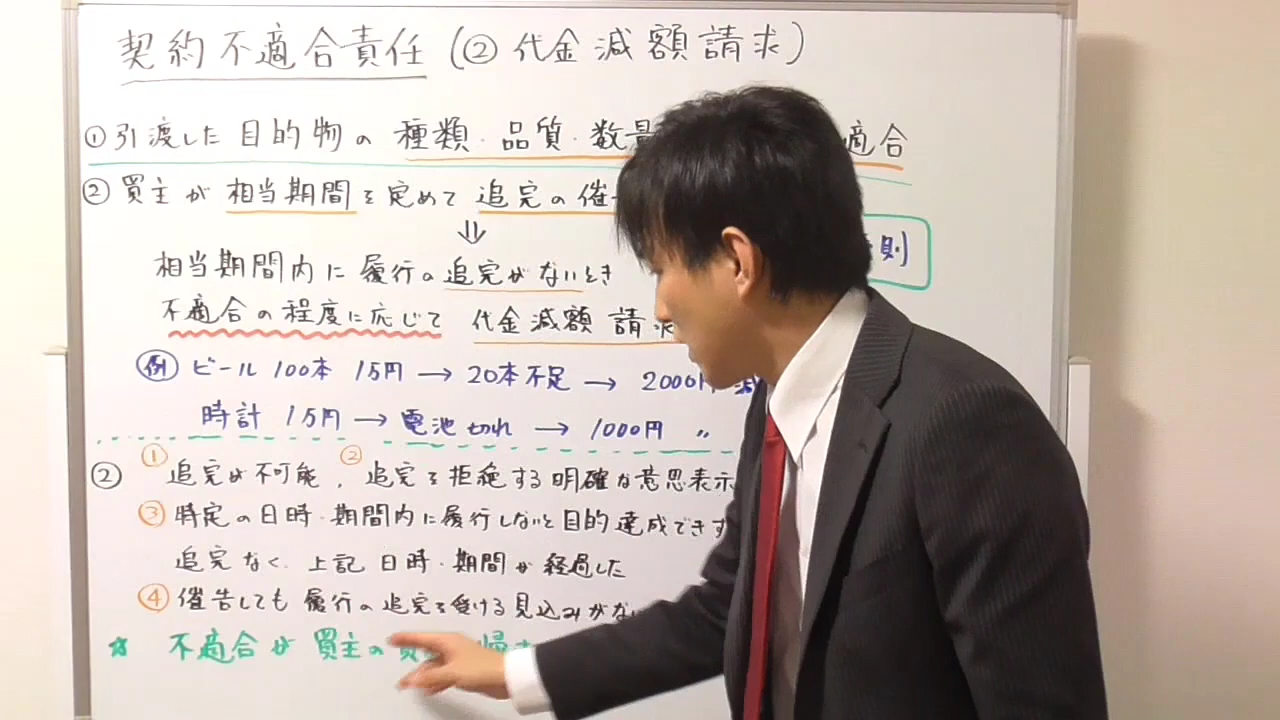 契約不適合責任(② 代金減額請求)
①引渡した目的物の 種類・品質・数量 適合
② 買主が 相当期間を定めて 追完の催
⇓ 則
相当期間内に履行の追完がないとき
不適合の程度に応じて 代金減額 請求
例 ビール 100本 1万円 → 20本不足 → 2000円 減
時計 1万円 → 電池切れ → 1000円 〃
② ① 追完が不可能、② 追完を拒絶する明確な意思表示
③ 特定の日時・期間内に履行しないと目的達成できず
追完なく、上記 日時・期間が経過した
④ 催告しても 履行の追完を受ける見込みがない
☆ 不適合が 買主の 帰